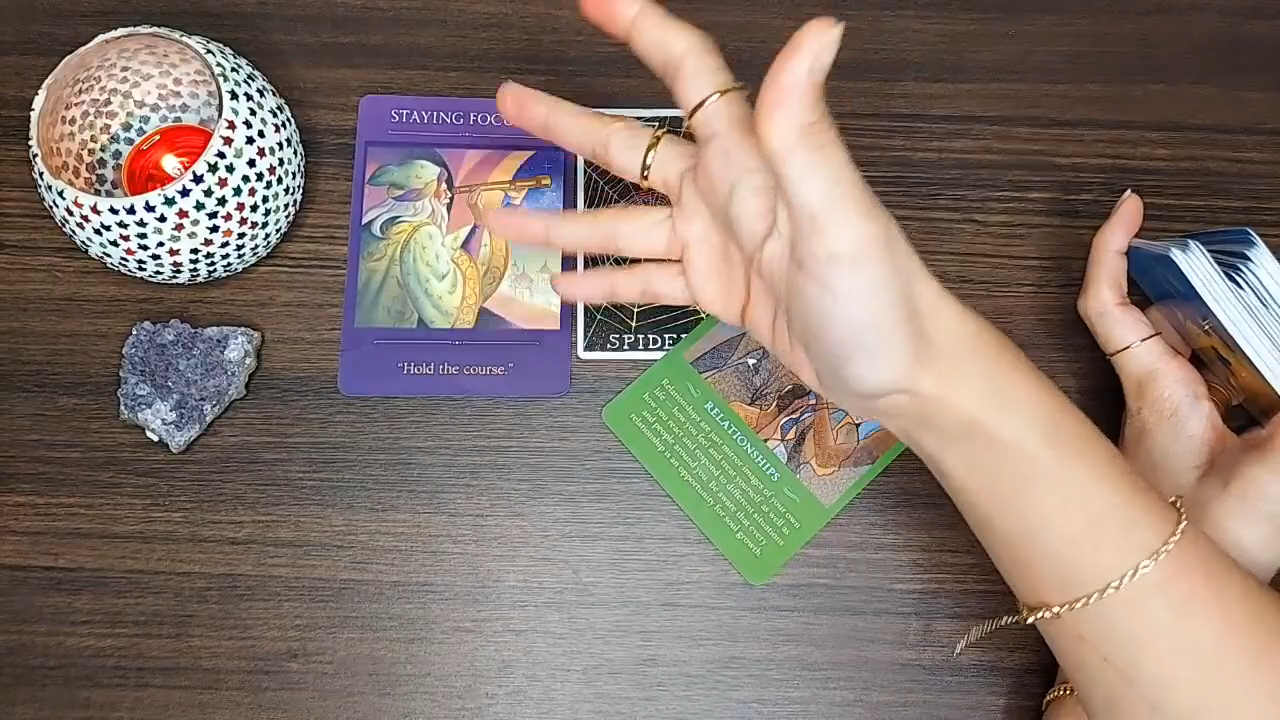 STAYING FOCU
"Hold the course."
SPIDER
RELATIONSHIPS
Relationships are just mirror images of your own
life — how you feel and treat yourself, as well as
how you react and respond to different situations
and people around you. Be aware that every
relationship is an opportunity for soul growth.